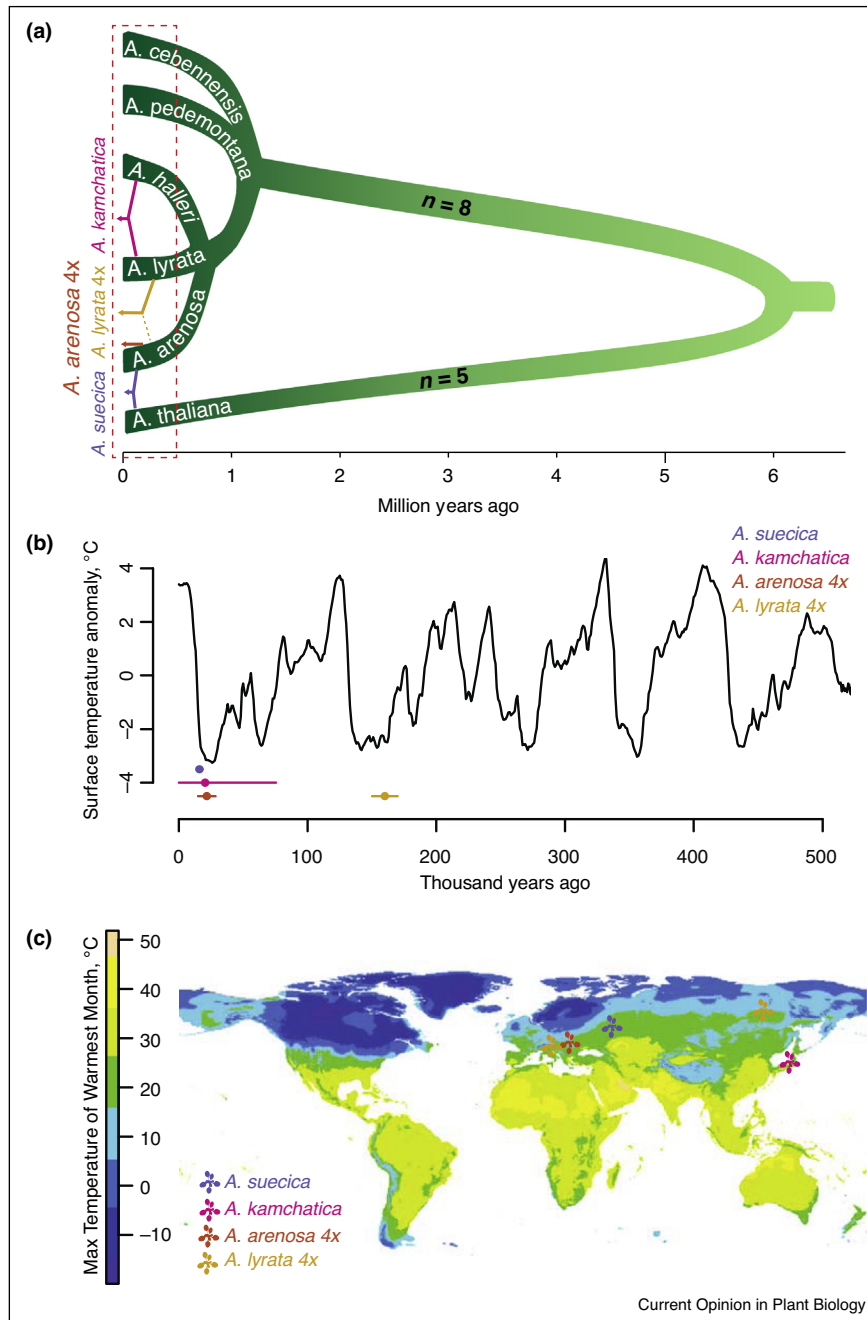 (a)
A. cebennensis
A. pedemontana
A. halleri
A. lyrata
A. arenosa
A. thaliana
A. kamchatica
A. lyrata 4x
A. arenosa 4x
A. suecica
n = 8
n = 5
0 1 2 3 4 5 6
Million years ago
(b)
Surface temperature anomaly, °C
4
2
0
−2
−4
A. suecica
A. kamchatica
A. arenosa 4x
A. lyrata 4x
0 100 200 300 400 500
Thousand years ago
(c)
Max Temperature of Warmest Month, °C
50
40
30
20
10
0
−10
A. suecica
A. kamchatica
A. arenosa 4x
A. lyrata 4x
Current Opinion in Plant Biology